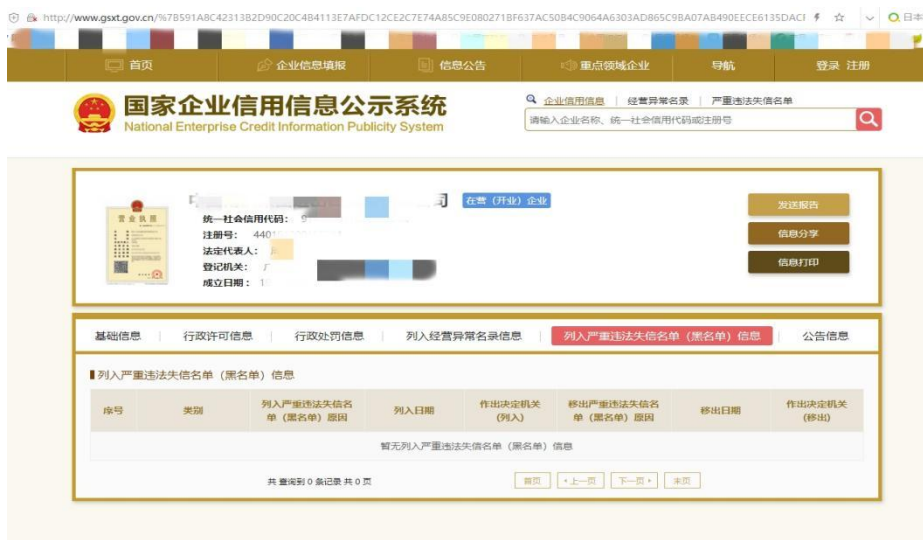 http://www.gsxt.gov.cn/%7B591A8C42313B2D90C20C4B4113E7AFDC12CE2C7E74A85C9E0B0271BF637AC50B4C9064A6303AD865C9BA07AB490EECE6135DACF
日本
首页 企业信息填报 信息公告 重点领域企业 导航 登录 注册
国家企业信用信息公示系统
National Enterprise Credit Information Publicity System
企业信用信息 | 经营异常名录 | 严重违法失信名单
请输入企业名称、统一社会信用代码或注册号
司 在营（开业）企业
营业执照
统一社会信用代码： 9
注册号： 4401
法定代表人：
登记机关：
成立日期： 1
发送报告
信息分享
信息打印
基础信息 | 行政许可信息 | 行政处罚信息 | 列入经营异常名录信息 | 列入严重违法失信名单（黑名单）信息 公告信息
列入严重违法失信名单（黑名单）信息
序号 类别 列入严重违法失信名单（黑名单）原因 列入日期 作出决定机关(列入) 移出严重违法失信名单（黑名单）原因 移出日期 作出决定机关(移出)
暂无列入严重违法失信名单（黑名单）信息
共 查询到 0 条记录 共 0 页 首页 上一页 下一页 末页